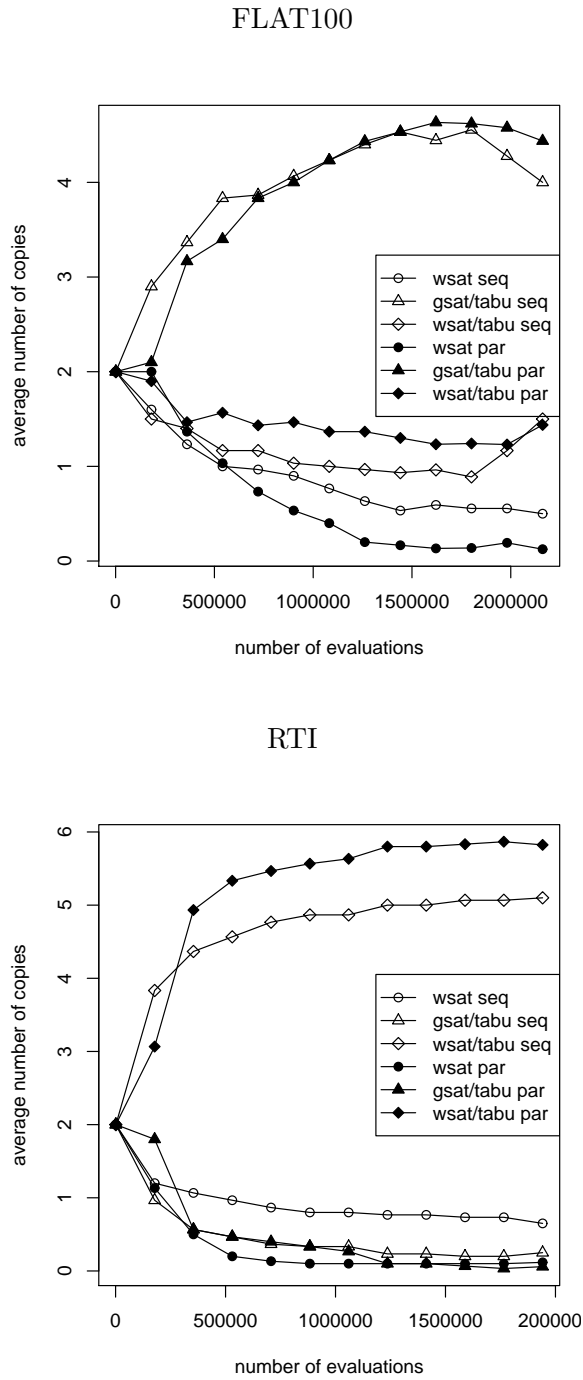 FLAT100
4
3
2
1
0
average number of copies
wsat seq
gsat/tabu seq
wsat/tabu seq
wsat par
gsat/tabu par
wsat/tabu par
0 500000 1000000 1500000 2000000
number of evaluations
RTI
6
5
4
3
2
1
0
average number of copies
wsat seq
gsat/tabu seq
wsat/tabu seq
wsat par
gsat/tabu par
wsat/tabu par
0 500000 1000000 1500000 200000
number of evaluations